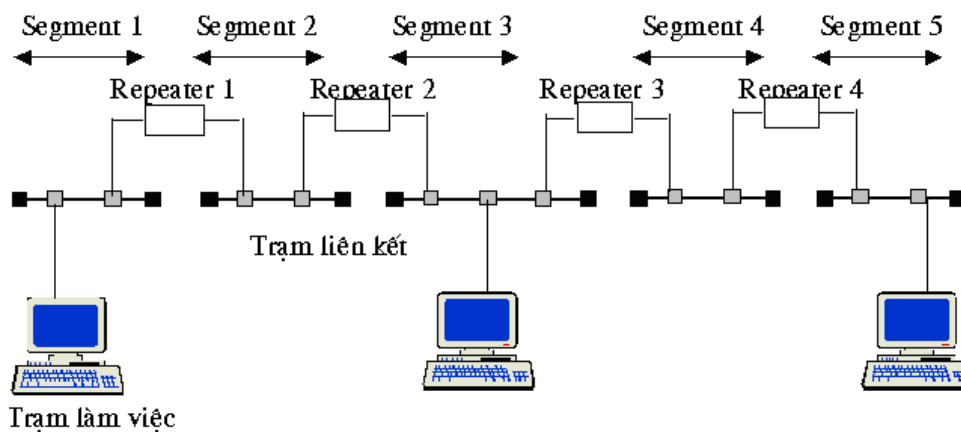 Segment 1 Segment 2 Segment 3 Segment 4 Segment 5
Repeater 1 Repeater 2 Repeater 3 Repeater 4
Trạm liên kết
Trạm làm việc